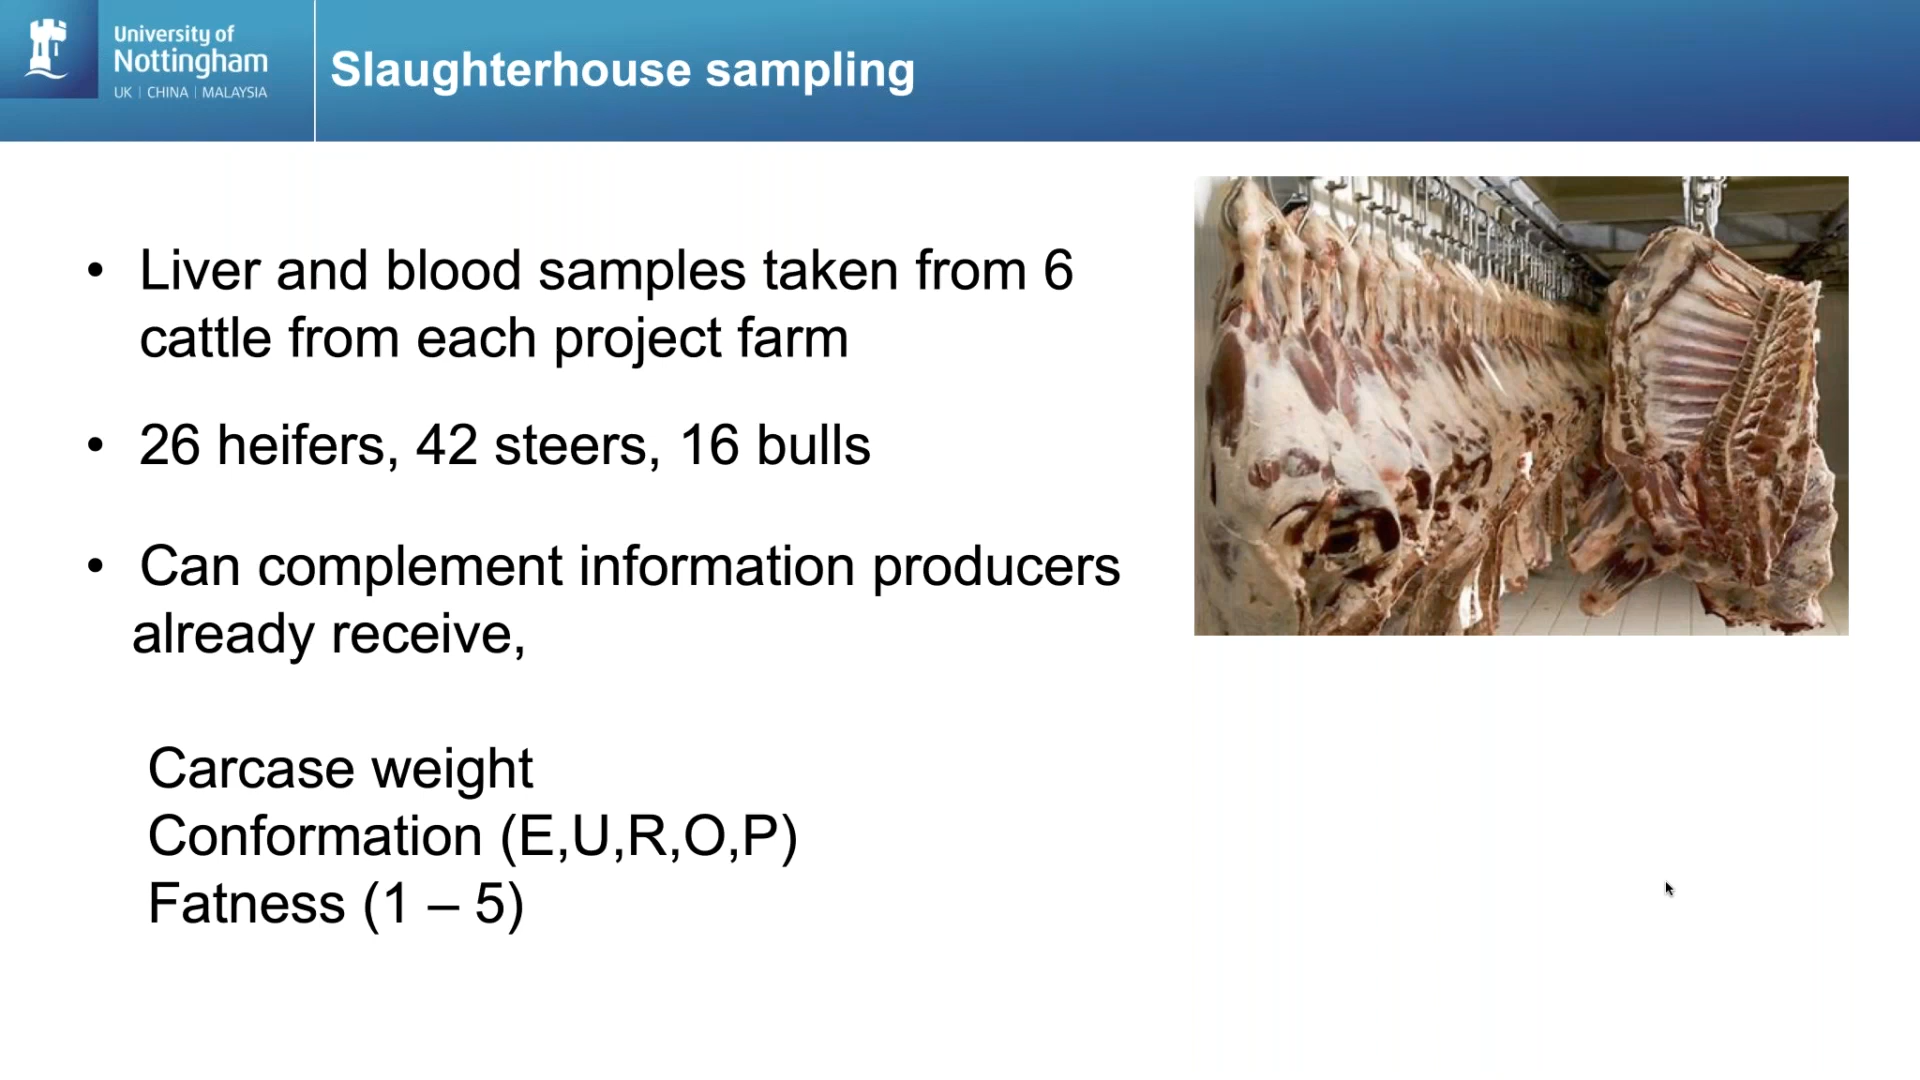 University of
Nottingham
UK | CHINA | MALAYSIA
Slaughterhouse sampling
• Liver and blood samples taken from 6
cattle from each project farm
• 26 heifers, 42 steers, 16 bulls
• Can complement information producers
already receive,
Carcase weight
Conformation (E,U,R,O,P)
Fatness (1 – 5)